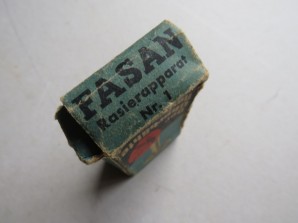 FASAN
Rasierapparat
Nr. 1